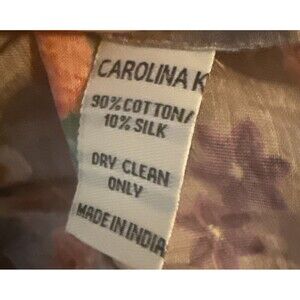 CAROLINA K
90% COTTON/
10% SILK
DRY CLEAN
ONLY
MADE IN INDIA